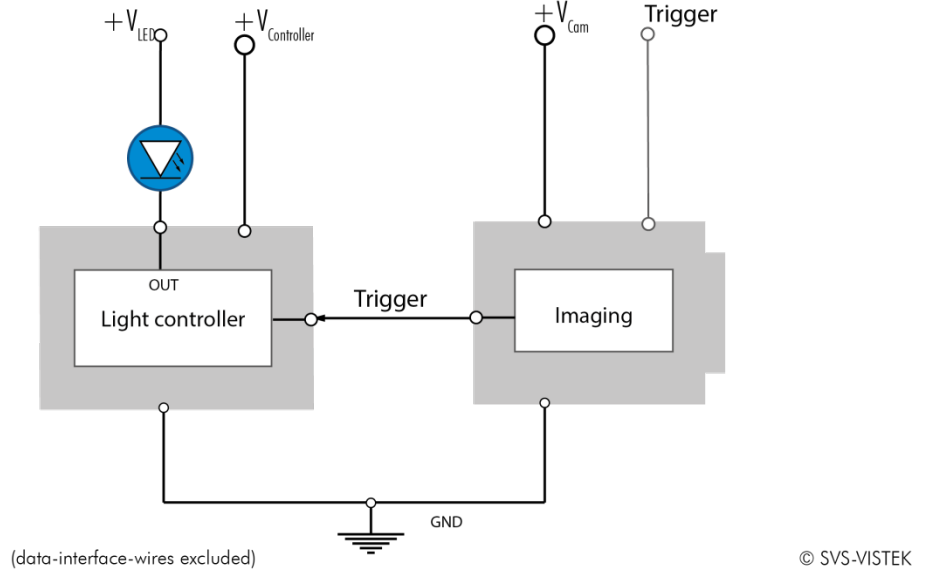 +V LED
+V Controller
+V Cam
Trigger
OUT
Light controller
Trigger
Imaging
GND
(data-interface-wires excluded)
© SVS-VISTEK